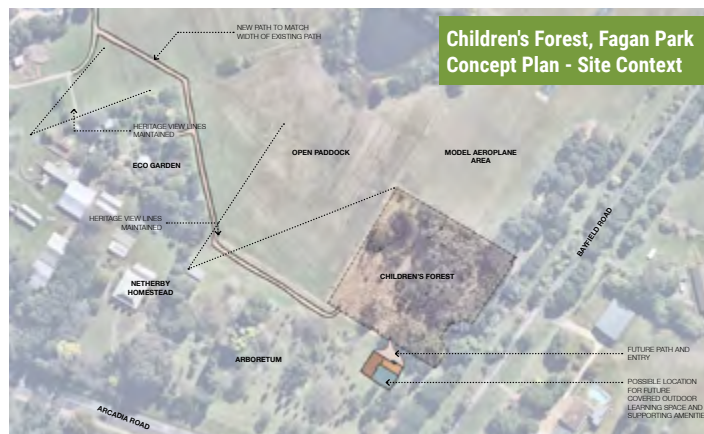 Children's Forest, Fagan Park
Concept Plan - Site Context
NEW PATH TO MATCH
WIDTH OF EXISTING PATH
HERITAGE VIEW LINES
MAINTAINED
ECO GARDEN
OPEN PADDOCK
MODEL AEROPLANE
AREA
HERITAGE VIEW LINES
MAINTAINED
BAYFIELD ROAD
NETHERBY
HOMESTEAD
CHILDREN'S FOREST
ARBORETUM
FUTURE PATH AND
ENTRY
POSSIBLE LOCATION
FOR FUTURE
COVERED OUTDOOR
LEARNING SPACE AND
SUPPORTING AMENITIE
ARCADIA ROAD